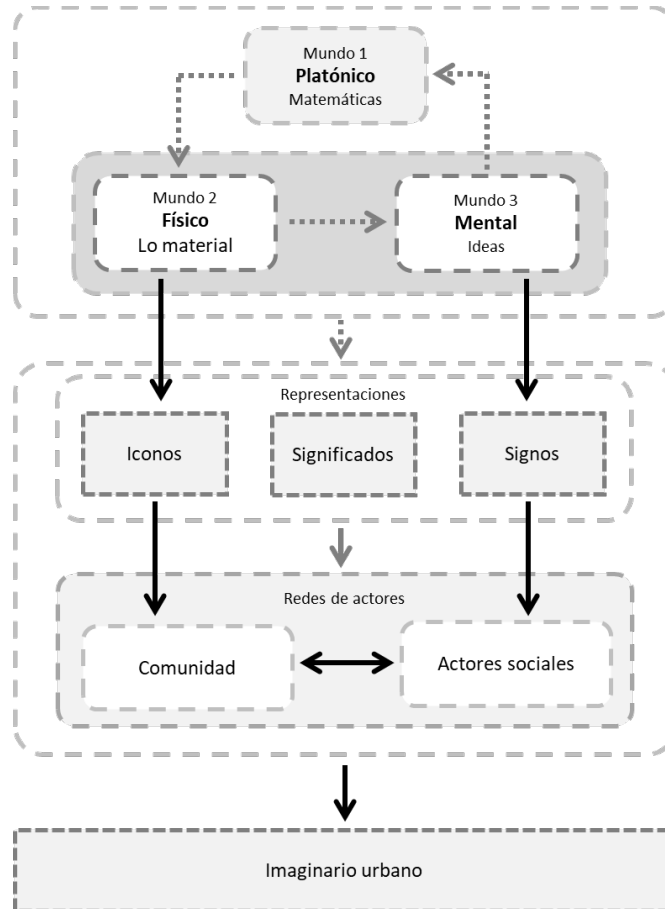 Mundo 1
Platónico
Matemáticas
Mundo 2
Físico
Lo material
Mundo 3
Mental
Ideas
Representaciones
Iconos
Significados
Signos
Redes de actores
Comunidad
Actores sociales
Imaginario urbano